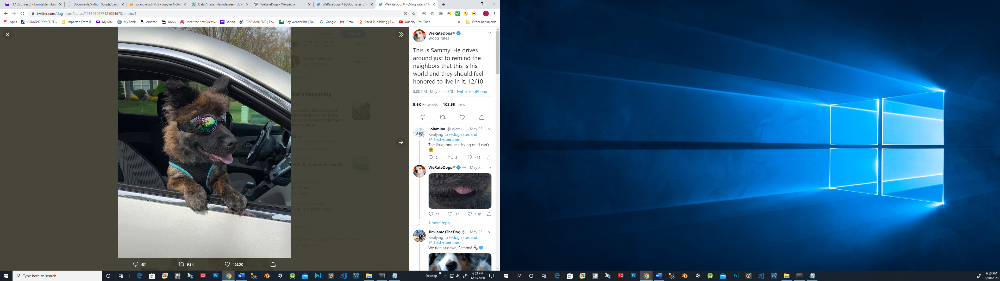 (1,165 unread) - burntablemike@
Documents/Python Scripts/pand
wrangle_act-MJS - Jupyter Noteb
Data Analyst Nanodegree - Udac
WeRateDogs - Wikipedia
WeRateDogs® (@dog_rates) / Tw
WeRateDogs® (@dog_rates) / Tw
twitter.com/dog_rates/status/1265070277421084673/photo/1
Apps
ASUSTeK COMPUTE...
Imported From IE
My Mail
My Bank
Amazon
USAA
Meet the new Meet...
Yahoo
CINEMABLEND | En...
Ray Wenderlich | Tu...
Google
Gmail
Packt Publishing | T...
Udacity - YouTube
»
Other bookmarks
Log in
Sign up
Follow
Mindy Kaling
Follow
hat's happening
protests: George Floyd's
other testified at a House
aring on racial profiling and
lice brutality
VID-19: Updates for the US
ris Evans
S DISCOGRAPHY RATE
431
9.3K
102.5K
WeRateDogs®
@dog_rates
This is Sammy. He drives
around just to remind the
neighbors that this is his
world and they should feel
honored to live in it. 12/10
8:00 PM · May 25, 2020 · Twitter for iPhone
9.6K Retweets 102.5K Likes
Lolamina @Lolami... · May 25
Replying to @dog_rates and
@Thesherbertime
The little tongue sticking out I can't
😭
2 2 412
WeRateDogs® @. · May 25
11 17 1.1K
1 more reply
JimJamesTheDog @. · May 25
Replying to @dog_rates and
@Thesherbertime
We ride at dawn, Sammy! 🐾💙
Type here to search
Desktop »
6:53 PM
6/10/2020
6:53 PM
6/10/2020